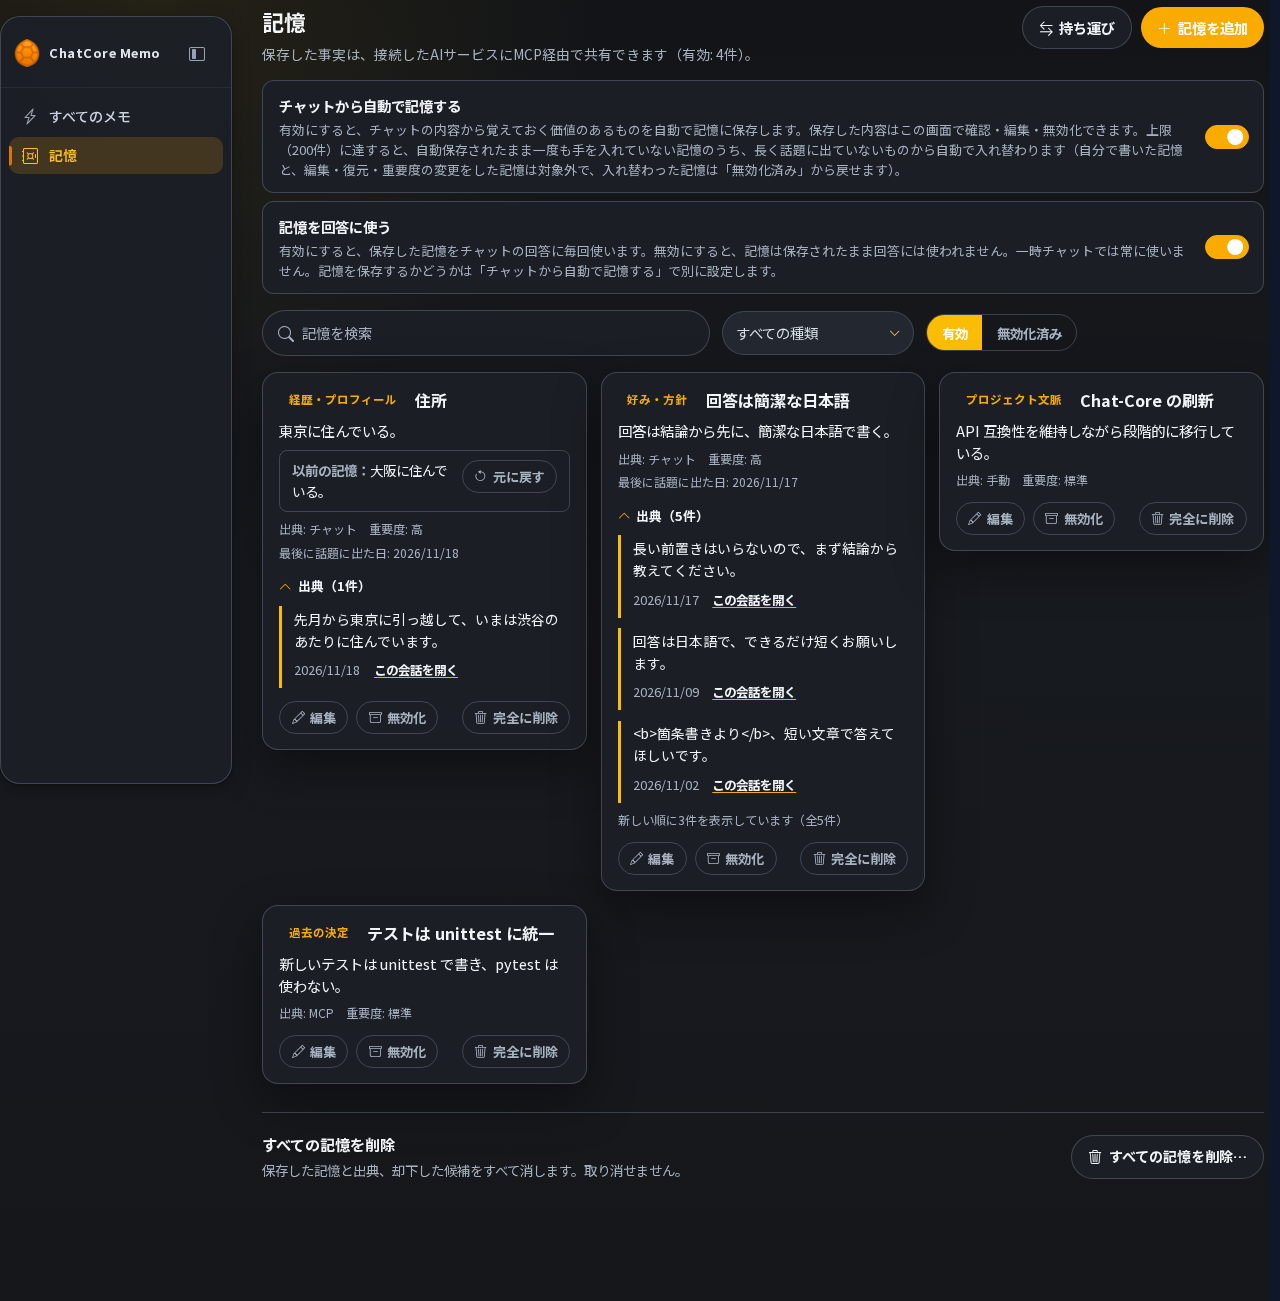 ChatCore Memo
すべてのメモ
記憶
記憶
保存した事実は、接続したAIサービスにMCP経由で共有できます（有効: 4件）。
持ち運び
記憶を追加
チャットから自動で記憶する
有効にすると、チャットの内容から覚えておく価値のあるものを自動で記憶に保存します。保存した内容はこの画面で確認・編集・無効化できます。上限
（200件）に達すると、自動保存されたまま一度も手を入れていない記憶のうち、長く話題に出ていないものから自動で入れ替わります（自分で書いた記憶
と、編集・復元・重要度の変更をした記憶は対象外で、入れ替わった記憶は「無効化済み」から戻せます）。
記憶を回答に使う
有効にすると、保存した記憶をチャットの回答に毎回使います。無効にすると、記憶は保存されたまま回答には使われません。一時チャットでは常に使いま
せん。記憶を保存するかどうかは「チャットから自動で記憶する」で別に設定します。
記憶を検索
すべての種類
有効
無効化済み
経歴・プロフィール 住所
東京に住んでいる。
以前の記憶：大阪に住んで
いる。
元に戻す
出典: チャット 重要度: 高
最後に話題に出た日: 2026/11/18
出典（1件）
先月から東京に引っ越して、いまは渋谷の
あたりに住んでいます。
2026/11/18 この会話を開く
編集 無効化 完全に削除
好み・方針 回答は簡潔な日本語
回答は結論から先に、簡潔な日本語で書く。
出典: チャット 重要度: 高
最後に話題に出た日: 2026/11/17
出典（5件）
長い前置きはいらないので、まず結論から
教えてください。
2026/11/17 この会話を開く
回答は日本語で、できるだけ短くお願いし
ます。
2026/11/09 この会話を開く
<b>箇条書きより</b>、短い文章で答えて
ほしいです。
2026/11/02 この会話を開く
新しい順に3件を表示しています（全5件）
編集 無効化 完全に削除
プロジェクト文脈 Chat-Core の刷新
API 互換性を維持しながら段階的に移行して
いる。
出典: 手動 重要度: 標準
編集 無効化 完全に削除
過去の決定 テストは unittest に統一
新しいテストは unittest で書き、pytest は
使わない。
出典: MCP 重要度: 標準
編集 無効化 完全に削除
すべての記憶を削除
保存した記憶と出典、却下した候補をすべて消します。取り消せません。
すべての記憶を削除…